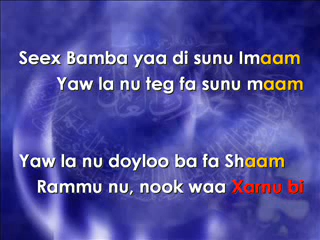 Seex Bamba yaa di sunu Imaam
Yaw la nu teg fa sunu maam
Yaw la nu doyloo ba fa Shaam
Rammu nu, nook waa Xarnu bi